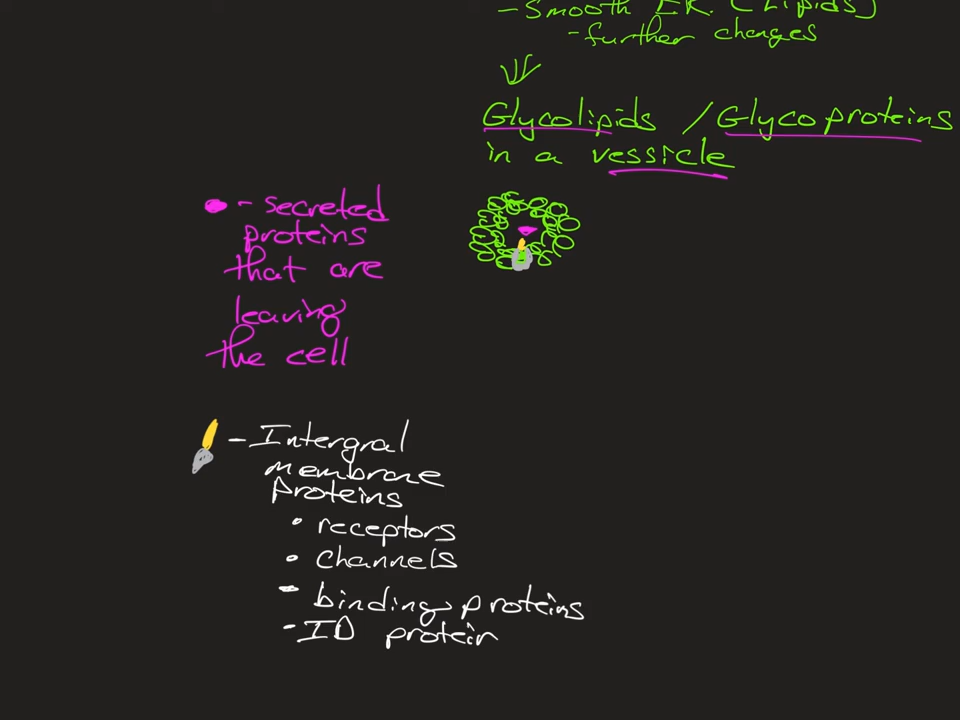 - Smooth ER (Lipids)
- further changes
Glycolipids / Glycoproteins
in a vessicle
- secreted
proteins
that are
leaving
the cell
- Intergral
membrane
Proteins
• receptors
• channels
- binding proteins
- ID protein